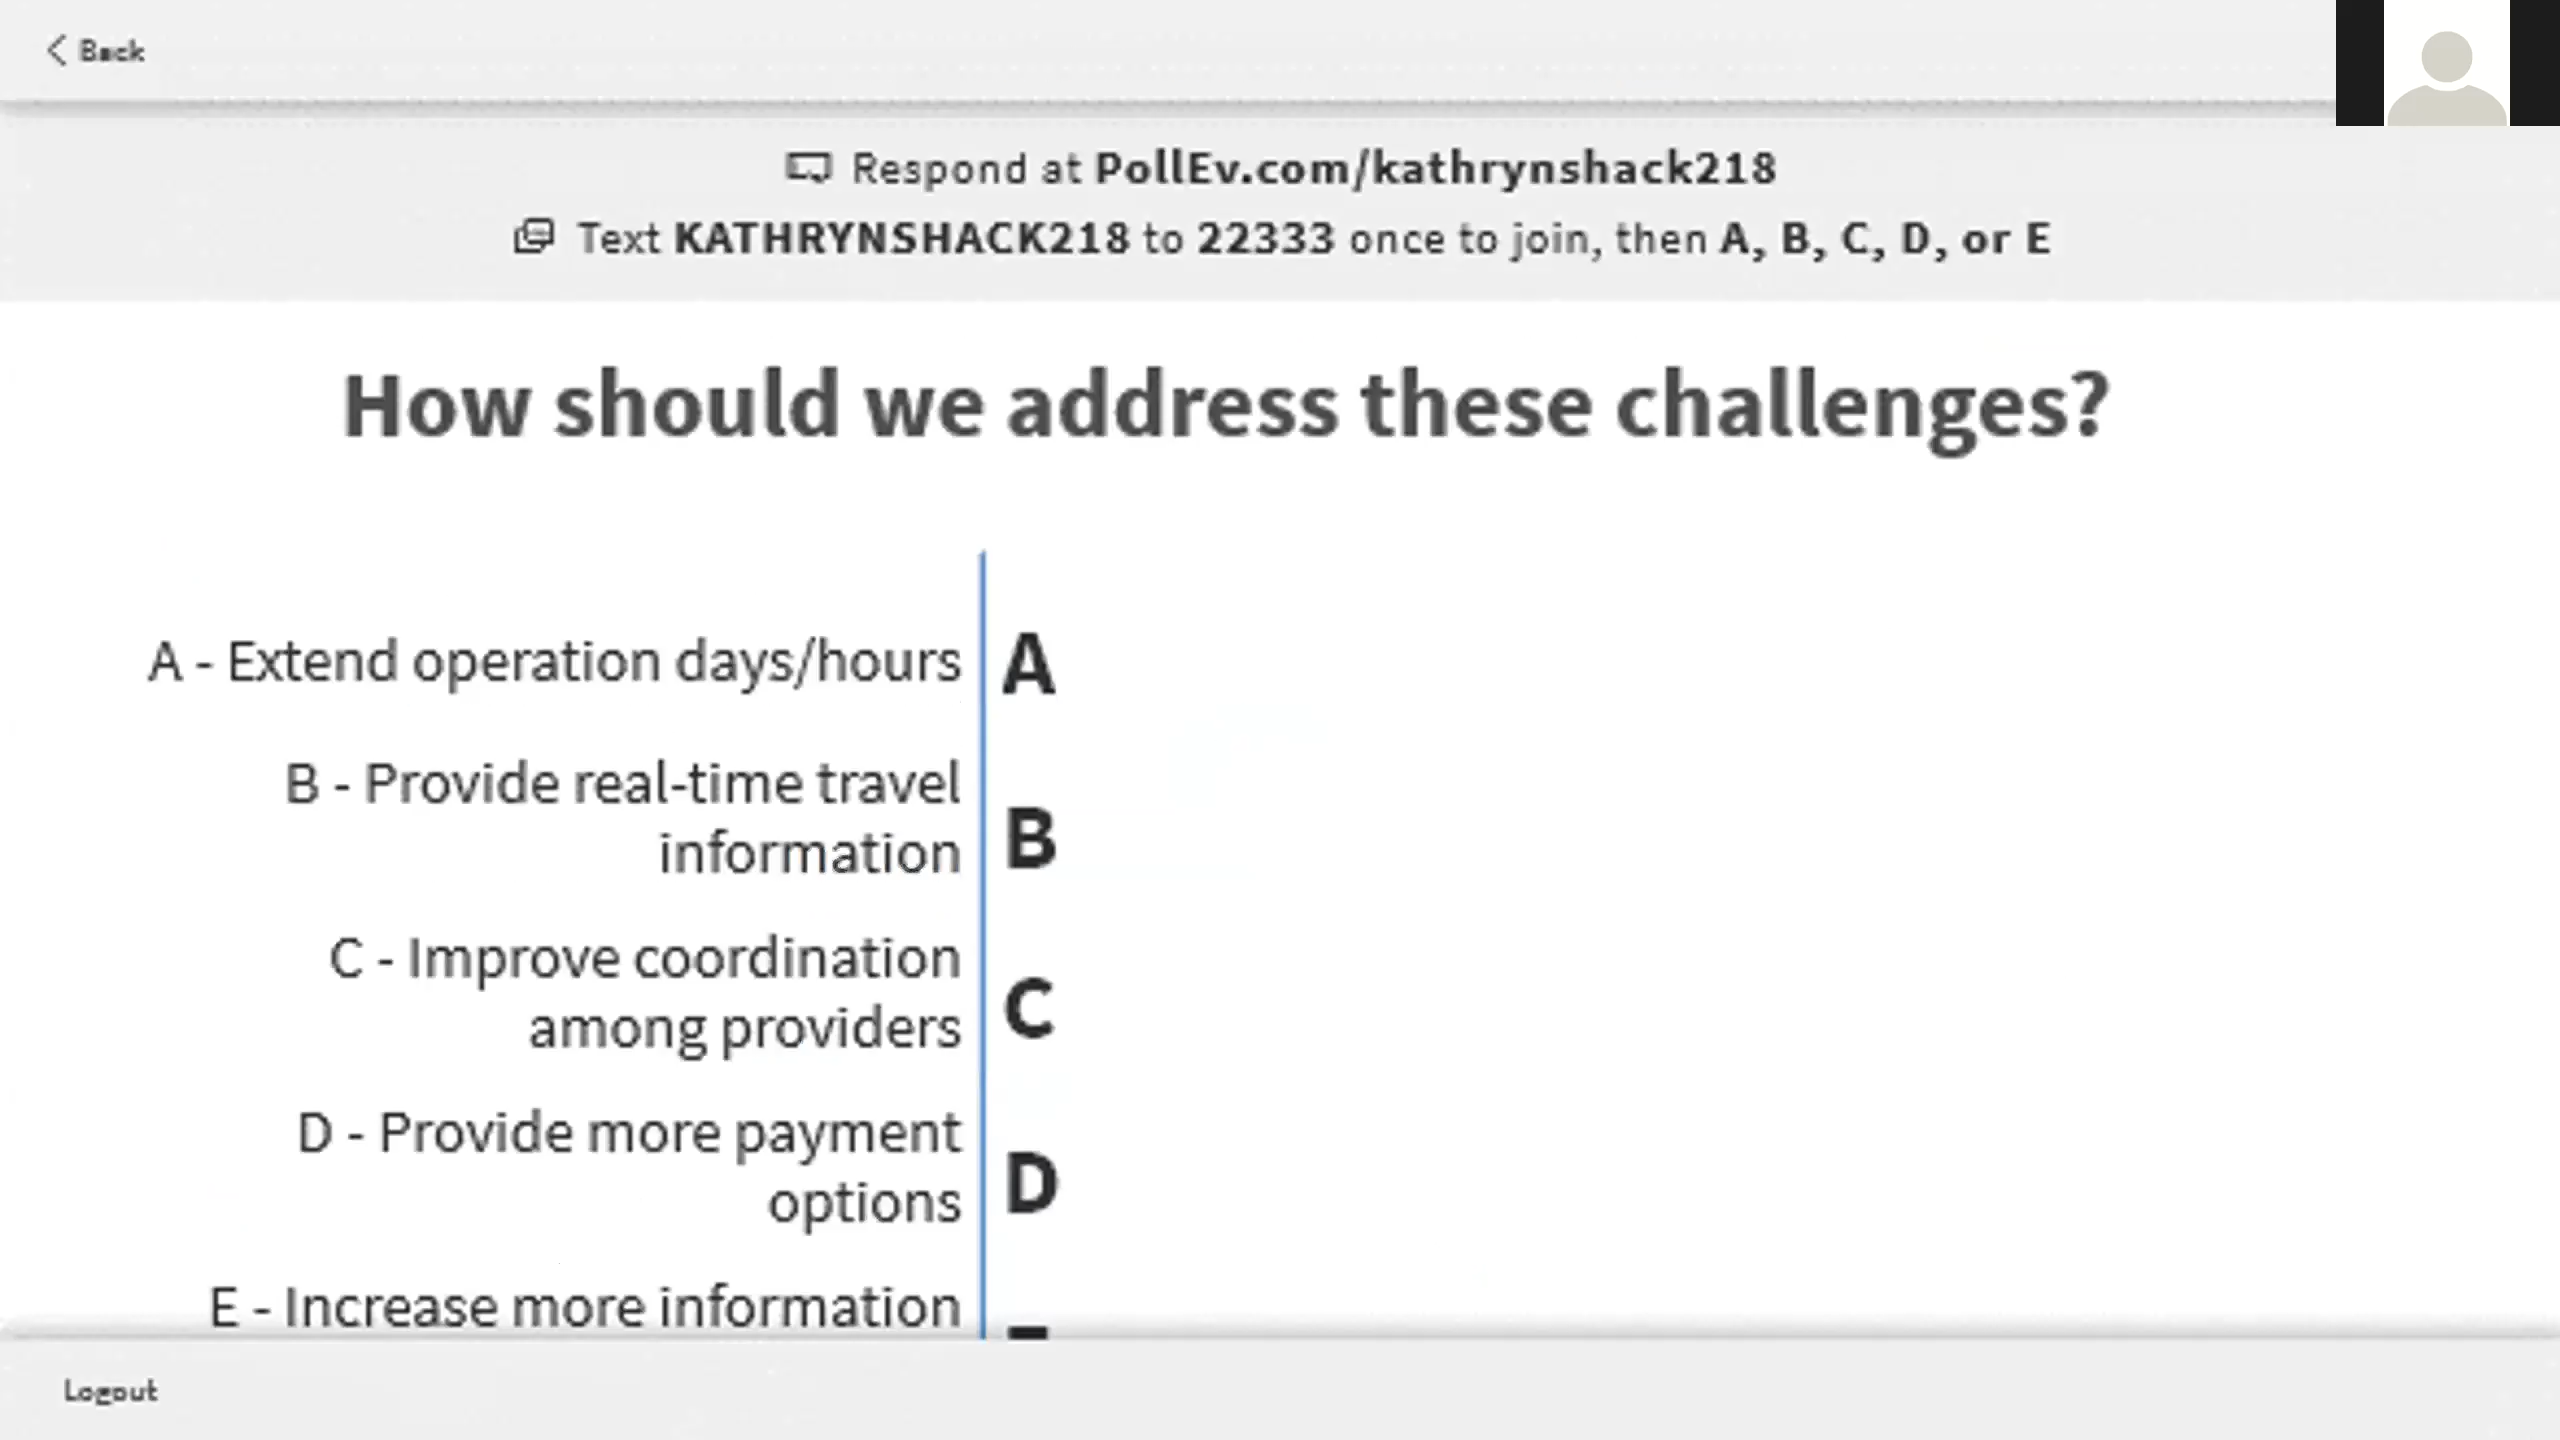 Back
Respond at PollEv.com/kathrynshack218
Text KATHRYNSHACK218 to 22333 once to join, then A, B, C, D, or E
How should we address these challenges?
A - Extend operation days/hours
A
B - Provide real-time travel
information
B
C - Improve coordination
among providers
C
D - Provide more payment
options
D
E - Increase more information
Logout